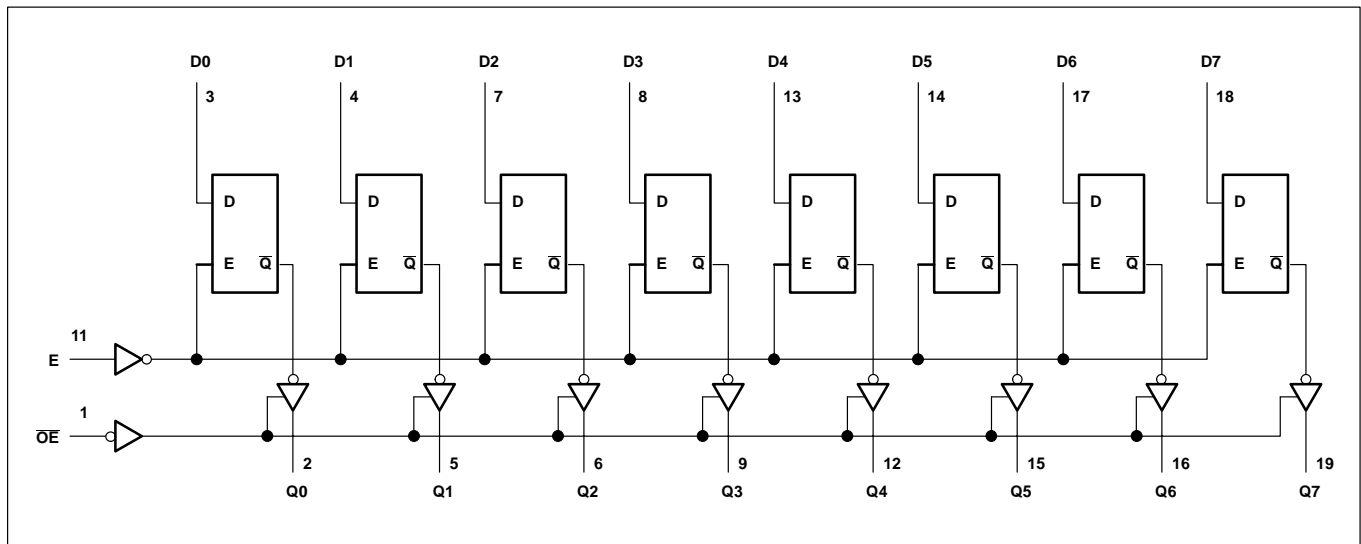 D0 D1 D2 D3 D4 D5 D6 D7
3 4 7 8 13 14 17 18
D D D D D D D D
E Q̅ E Q̅ E Q̅ E Q̅ E Q̅ E Q̅ E Q̅ E Q̅
11
E
1
O̅E̅
2 5 6 9 12 15 16 19
Q0 Q1 Q2 Q3 Q4 Q5 Q6 Q7